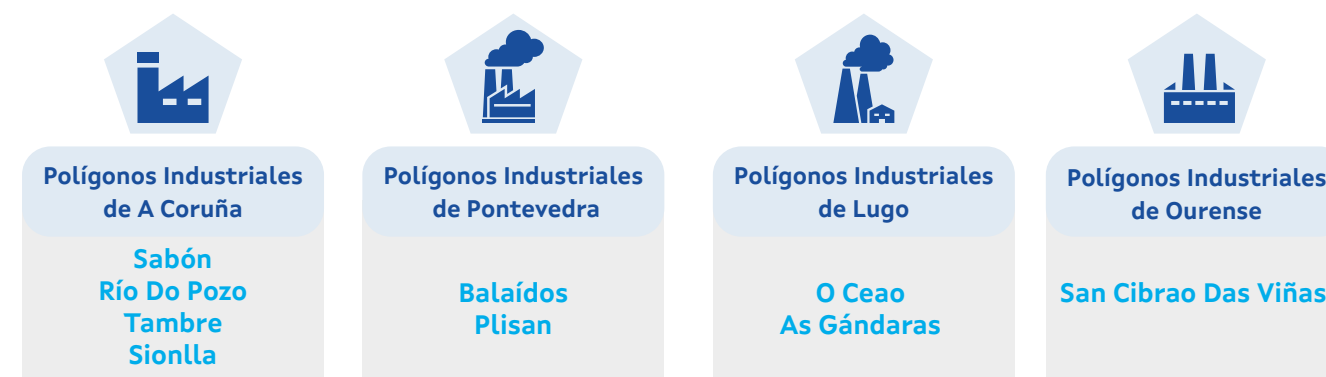 Polígonos Industriales
de A Coruña
Sabón
Río Do Pozo
Tambre
Sionlla
Polígonos Industriales
de Pontevedra
Balaídos
Plisan
Polígonos Industriales
de Lugo
O Ceao
As Gándaras
Polígonos Industriales
de Ourense
San Cibrao Das Viñas